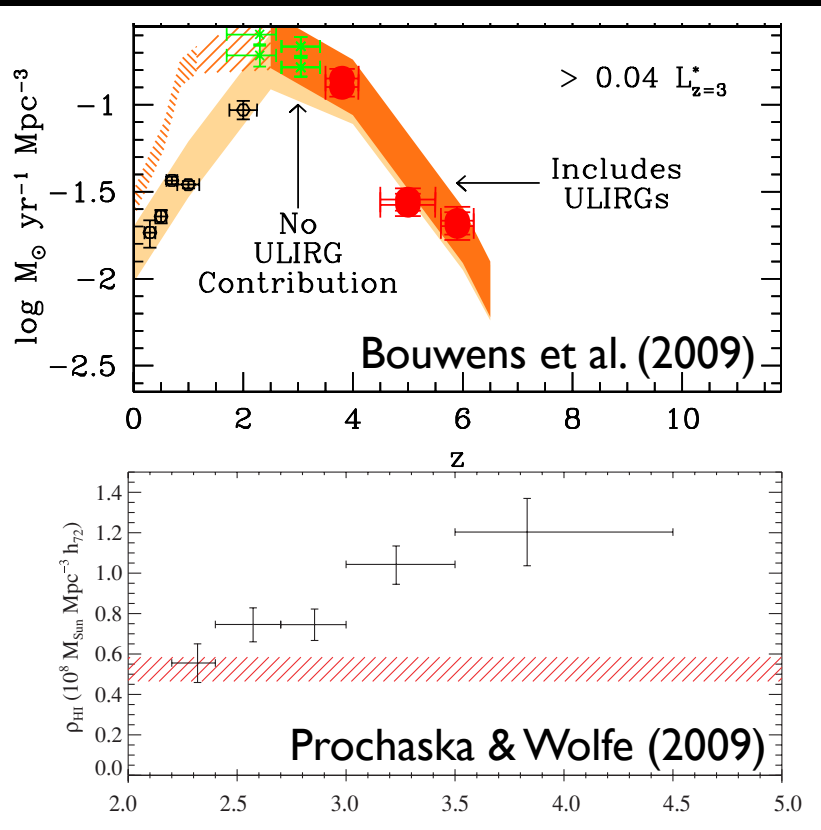 > 0.04 L*z=3
log M⊙ yr−1 Mpc−3
−1
−1.5
−2
−2.5
Includes
ULIRGs
No
ULIRG
Contribution
Bouwens et al. (2009)
0 2 4 6 8 10
z
ρHI (10^8 MSun Mpc−3 h72)
1.4
1.2
1.0
0.8
0.6
0.4
0.2
0.0
Prochaska & Wolfe (2009)
2.0 2.5 3.0 3.5 4.0 4.5 5.0